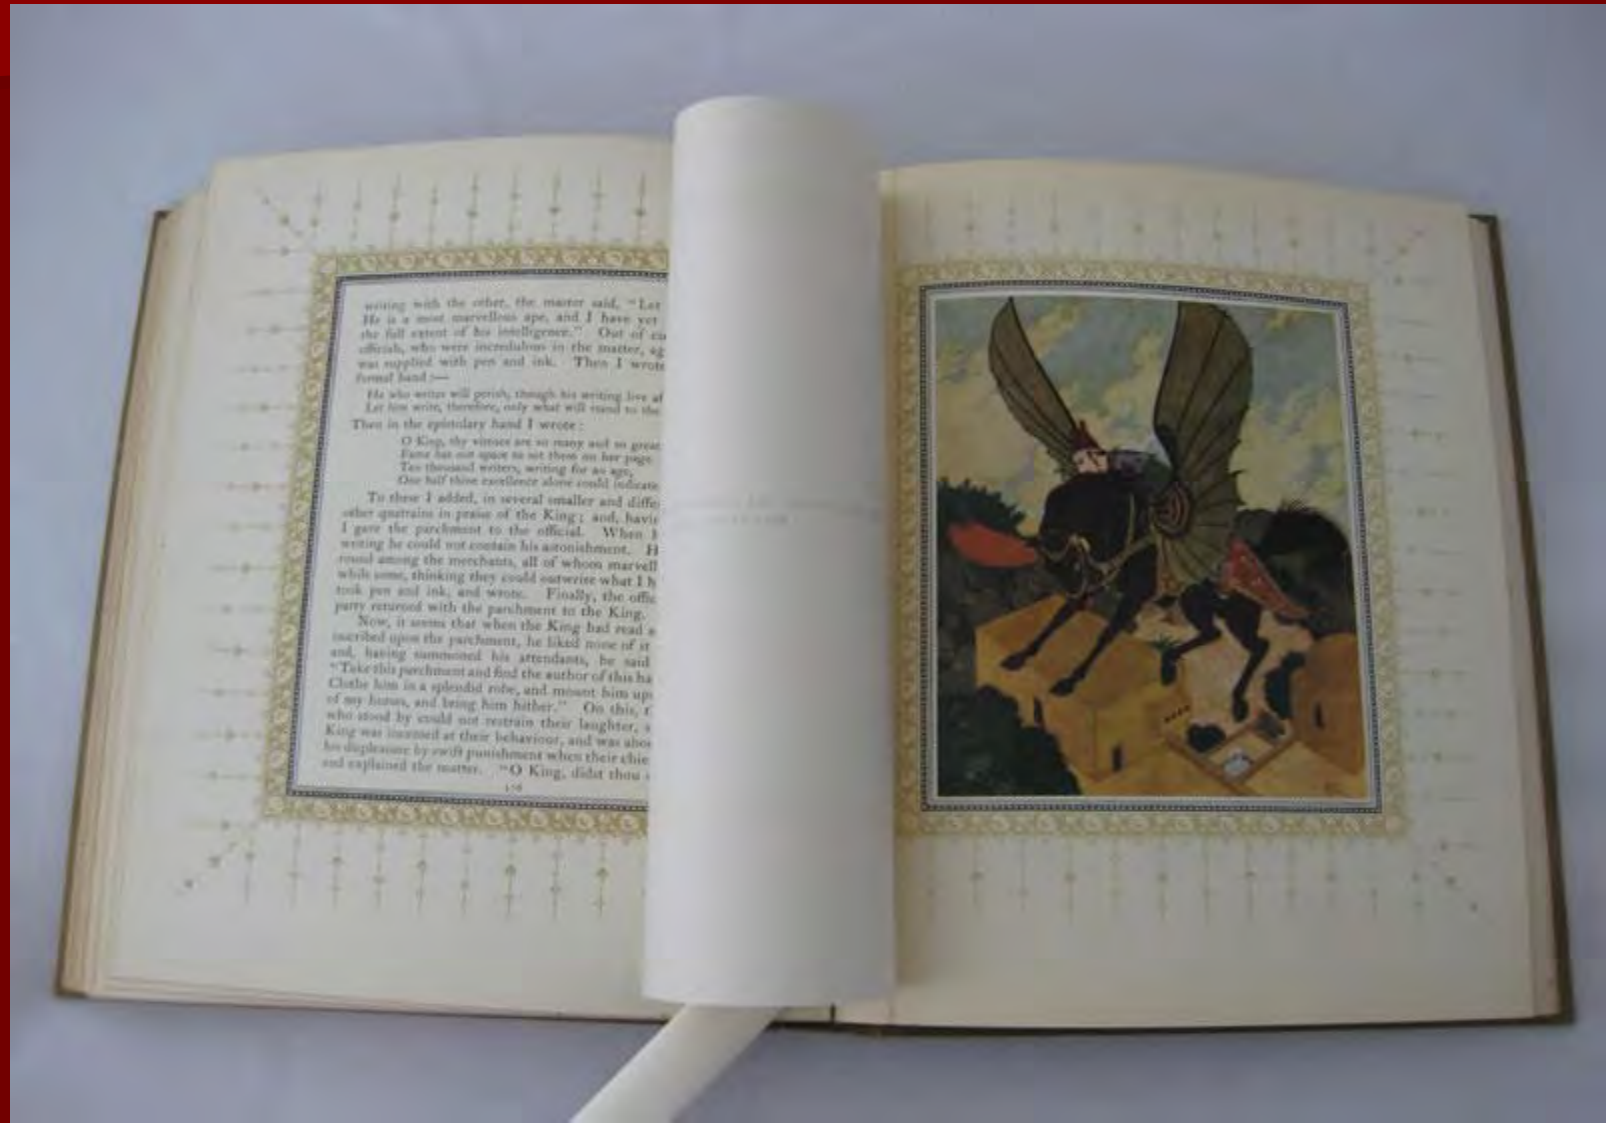 writing with the other, the master said, "Let
He is a most marvellous ape, and I have yet
the full extent of his intelligence." Out of
officials, who were incredulous in the matter,
was supplied with pen and ink. Then I wrote
formal hand :—
He who writes will perish, though his writing live
Let him write, therefore, only what will stand to the
Then in the epistolary hand I wrote :
O King, thy virtues are so many and so great
Fame has not space to set them on her page.
Ten thousand writers, writing for an age,
One half thine excellence alone could indicate
To these I added, in several smaller and
other quatrains in praise of the King ; and,
I gave the parchment to the official. When
writing he could not contain his astonishment.
round among the merchants, all of whom
while some, thinking they could outwrite what I
took pen and ink, and wrote. Finally, the
party returned with the parchment to the King.
Now, it seems that when the King had read
inscribed upon the parchment, he liked none of it
and, having summoned his attendants, he said
"Take this parchment and find the author of this
Clothe him in a splendid robe, and mount him
of my horses, and bring him hither." On this,
who stood by could not restrain their laughter,
King was incensed at their behaviour, and was
his displeasure by swift punishment when their
and explained the matter. "O King, didst thou